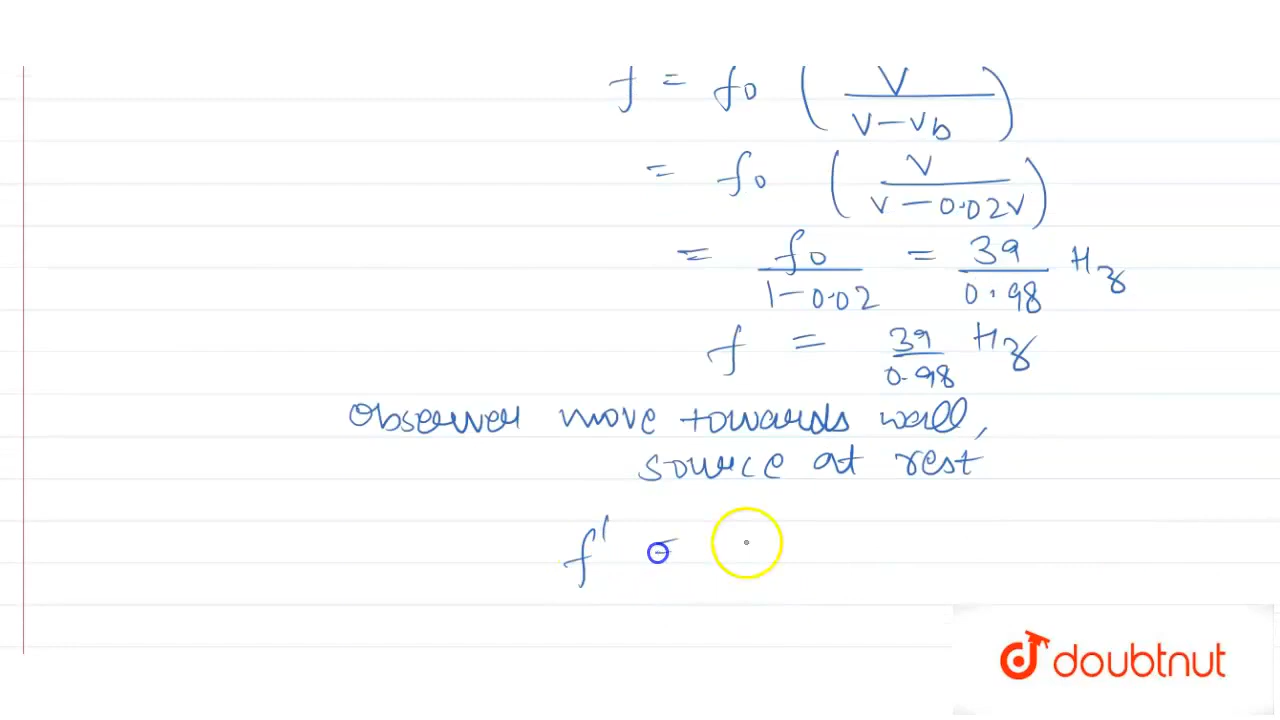 f = f0 ( V / V-Vb )
= f0 ( V / V-0.02V )
= f0 / 1-0.02 = 39 / 0.98 Hz
f = 39 / 0.98 Hz
Observer move towards wall,
source at rest
f' =
doubtnut